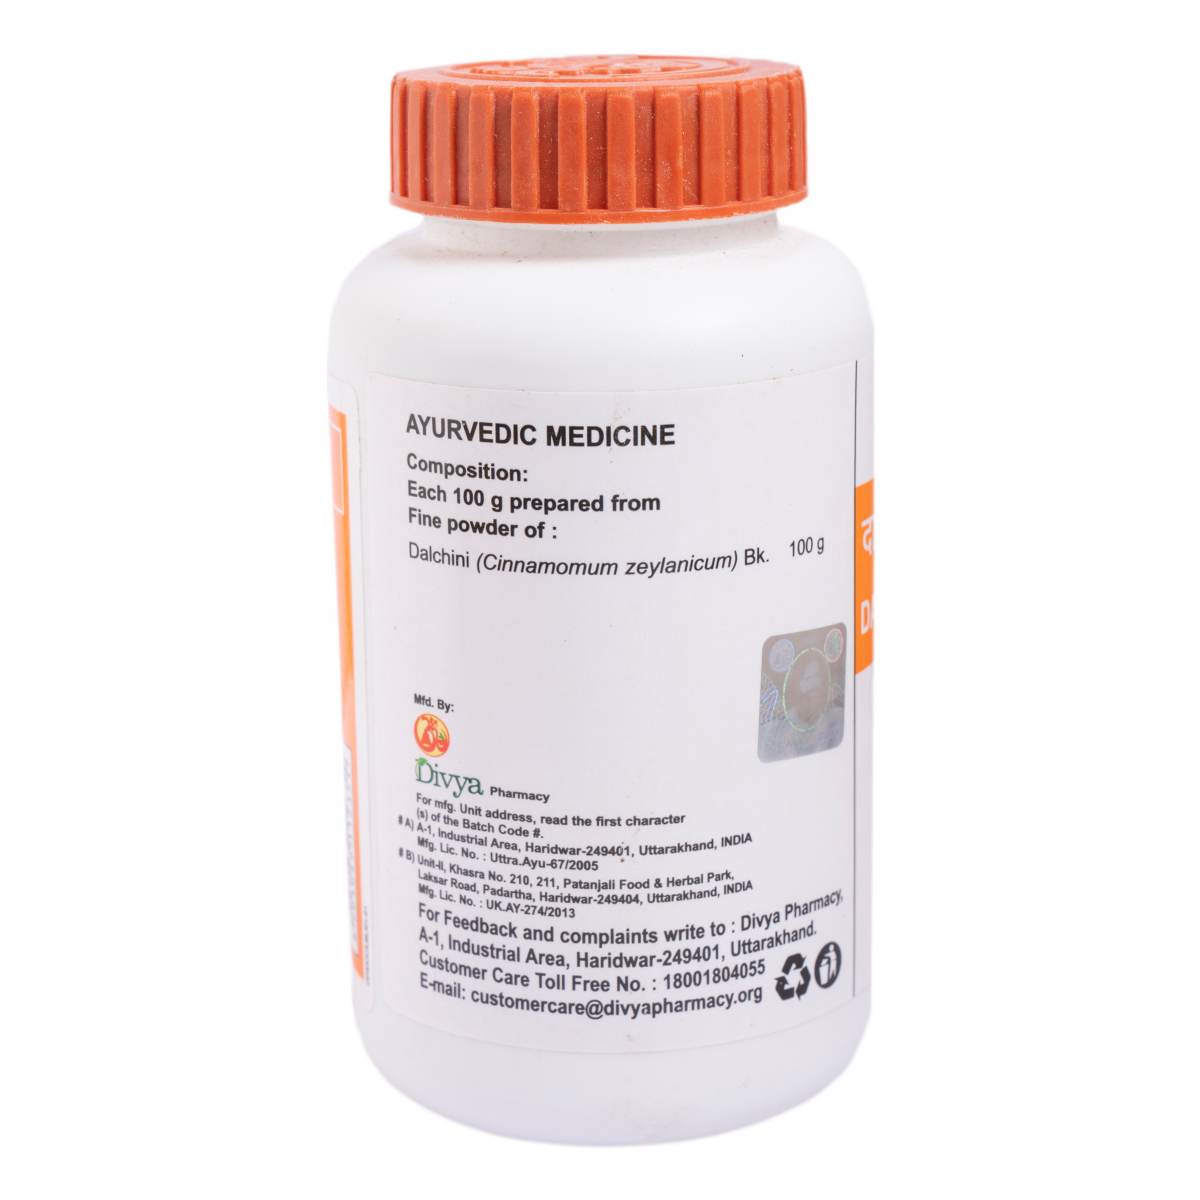 AYURVEDIC MEDICINE
Composition:
Each 100 g prepared from
Fine powder of :
Dalchini (Cinnamomum zeylanicum) Bk. 100 g
Mfd. By:
Divya Pharmacy
For mfg. Unit address, read the first character
(s) of the Batch Code #.
# A) A-1, Industrial Area, Haridwar-249401, Uttarakhand, INDIA
Mfg. Lic. No. : Uttra.Ayu-67/2005
# B) Unit-II, Khasra No. 210, 211, Patanjali Food & Herbal Park,
Laksar Road, Padartha, Haridwar-249404, Uttarakhand, INDIA
Mfg. Lic. No. : UK.AY-274/2013
For Feedback and complaints write to : Divya Pharmacy,
A-1, Industrial Area, Haridwar-249401, Uttarakhand.
Customer Care Toll Free No. : 18001804055
E-mail: customercare@divyapharmacy.org